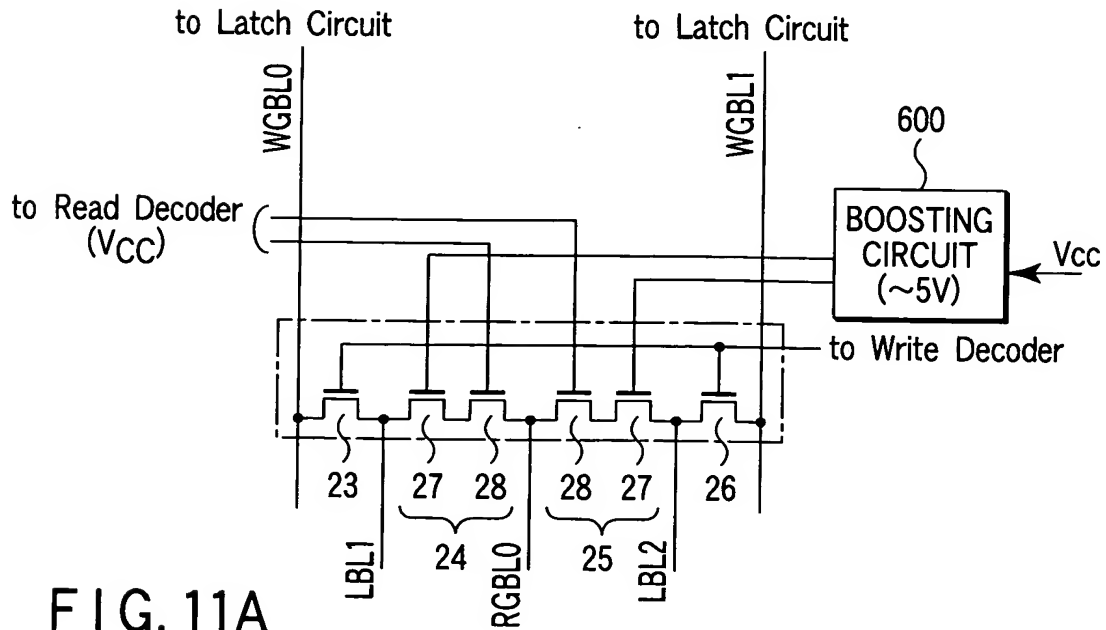 to Latch Circuit
to Latch Circuit
WGBL0
WGBL1
600
to Read Decoder
(VCC)
BOOSTING
CIRCUIT
(~5V)
Vcc
to Write Decoder
23
27
28
28
27
26
24
25
LBL1
RGBL0
LBL2
FIG. 11A